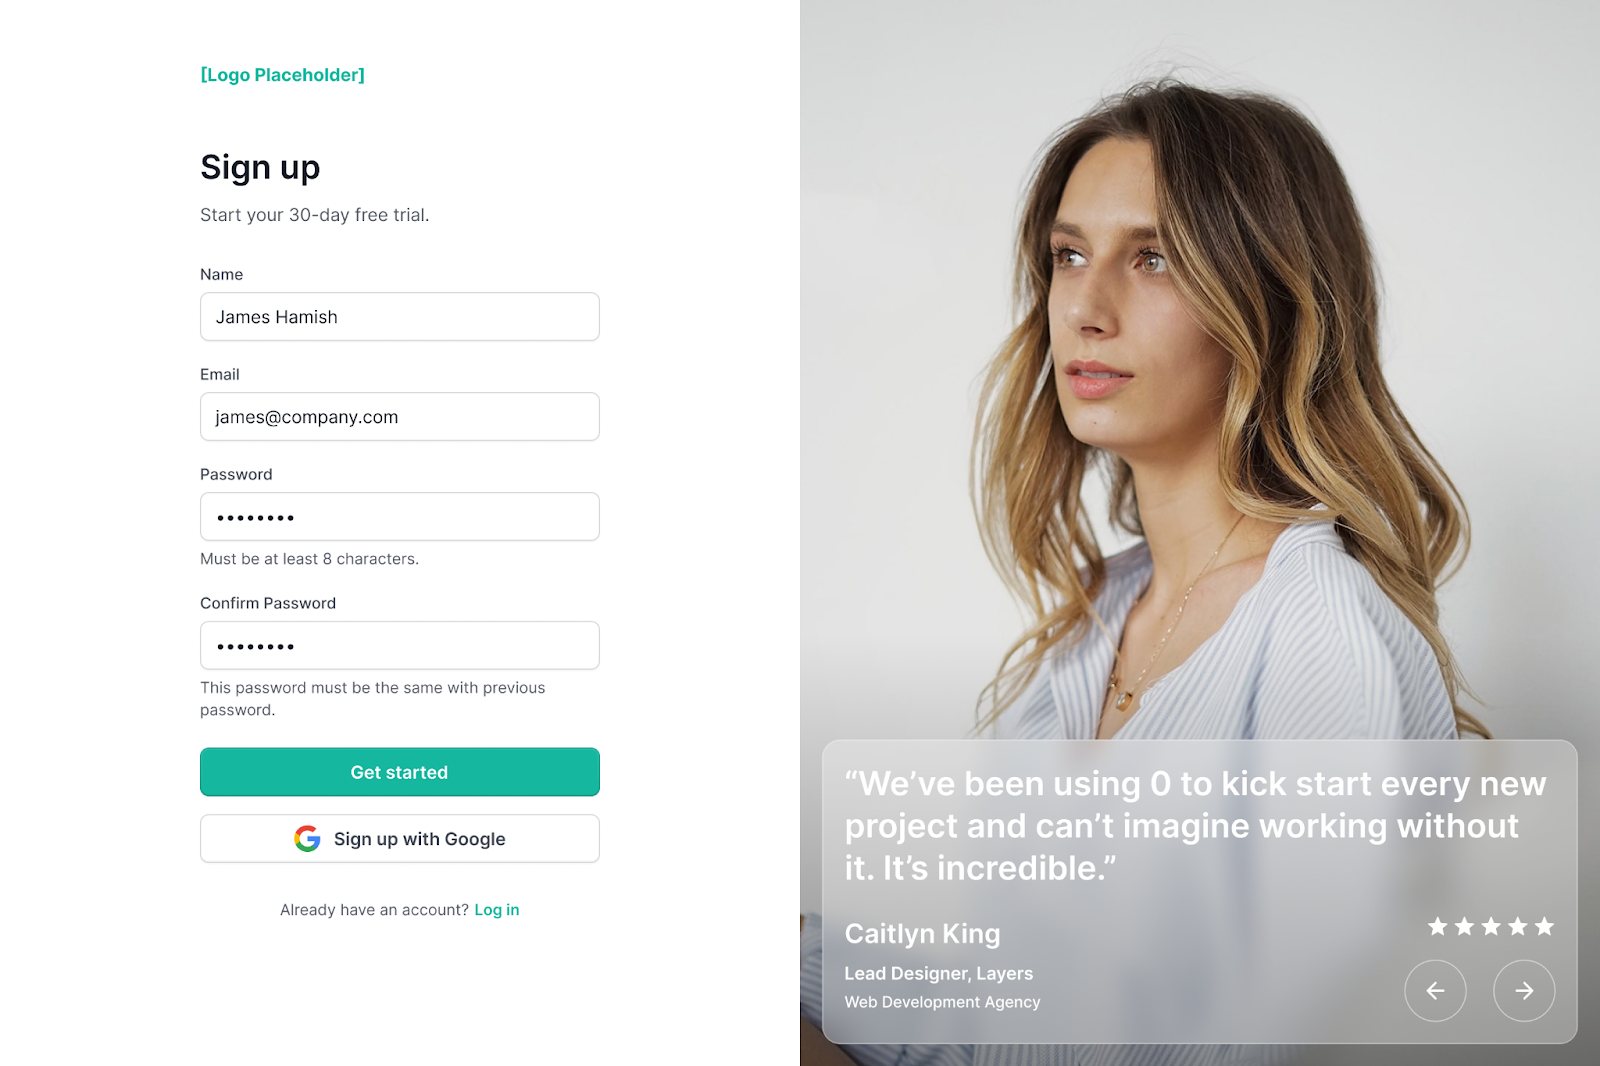 [Logo Placeholder]
Sign up
Start your 30-day free trial.
Name
James Hamish
Email
james@company.com
Password
••••••••
Must be at least 8 characters.
Confirm Password
••••••••
This password must be the same with previous
password.
Get started
Sign up with Google
Already have an account? Log in
“We’ve been using 0 to kick start every new
project and can’t imagine working without
it. It’s incredible.”
Caitlyn King
Lead Designer, Layers
Web Development Agency